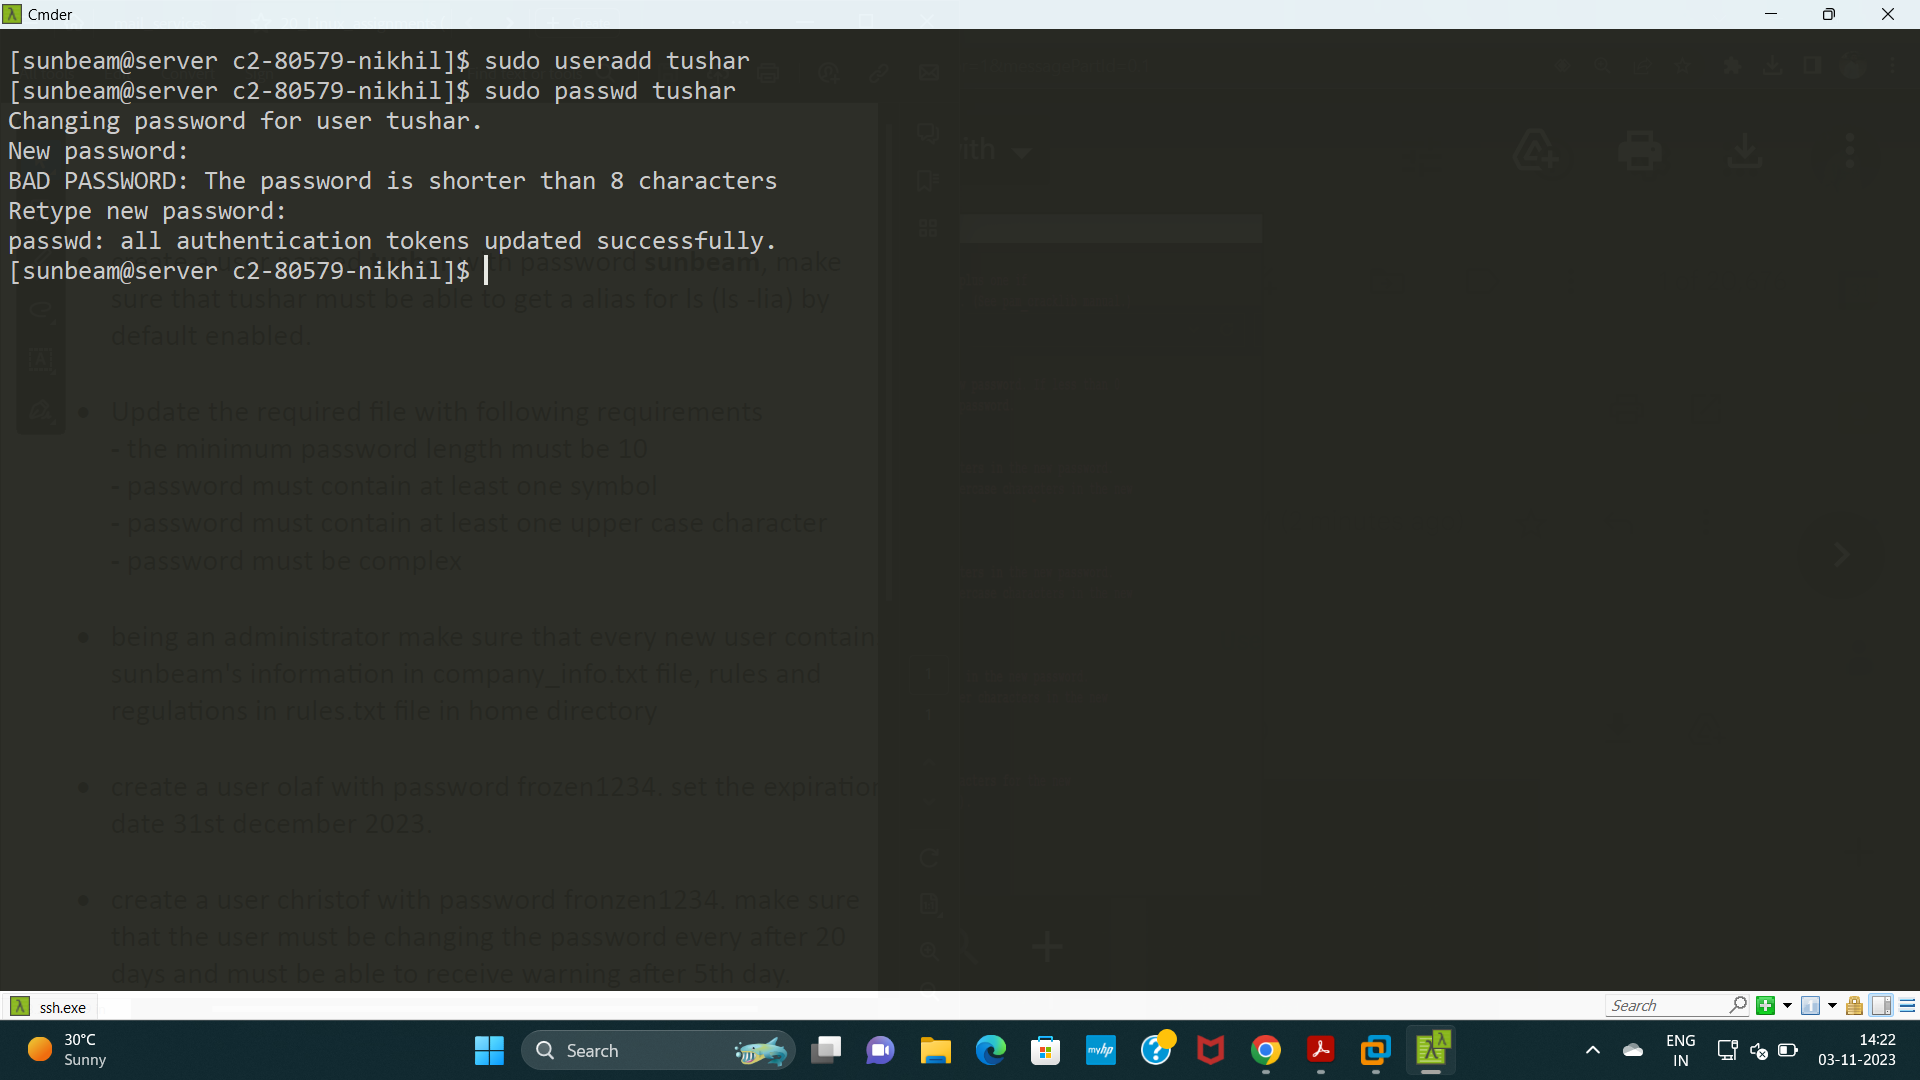 Cmder
[sunbeam@server c2-80579-nikhil]$ sudo useradd tushar
[sunbeam@server c2-80579-nikhil]$ sudo passwd tushar
Changing password for user tushar.
New password:
BAD PASSWORD: The password is shorter than 8 characters
Retype new password:
passwd: all authentication tokens updated successfully.
[sunbeam@server c2-80579-nikhil]$
create a user with password sunbeam, make
sure that tushar must be able to get a alias for ls (ls -lia) by
default enabled.
• Update the required file with following requirements
- the minimum password length must be 10
- password must contain at least one symbol
- password must contain at least one upper case character
- password must be complex
• being an administrator make sure that every new user contain
sunbeam's information in company_info.txt file, rules and
regulations in rules.txt file in home directory
• create a user olaf with password frozen1234. set the expiration
date 31st december 2023.
• create a user christof with password fronzen1234. make sure
that the user must be changing the password every after 20
days and must be able to receive warning after 5th day.
ith
ssh.exe
Search
30°C
Sunny
Search
myhp
ENG
IN
14:22
03-11-2023